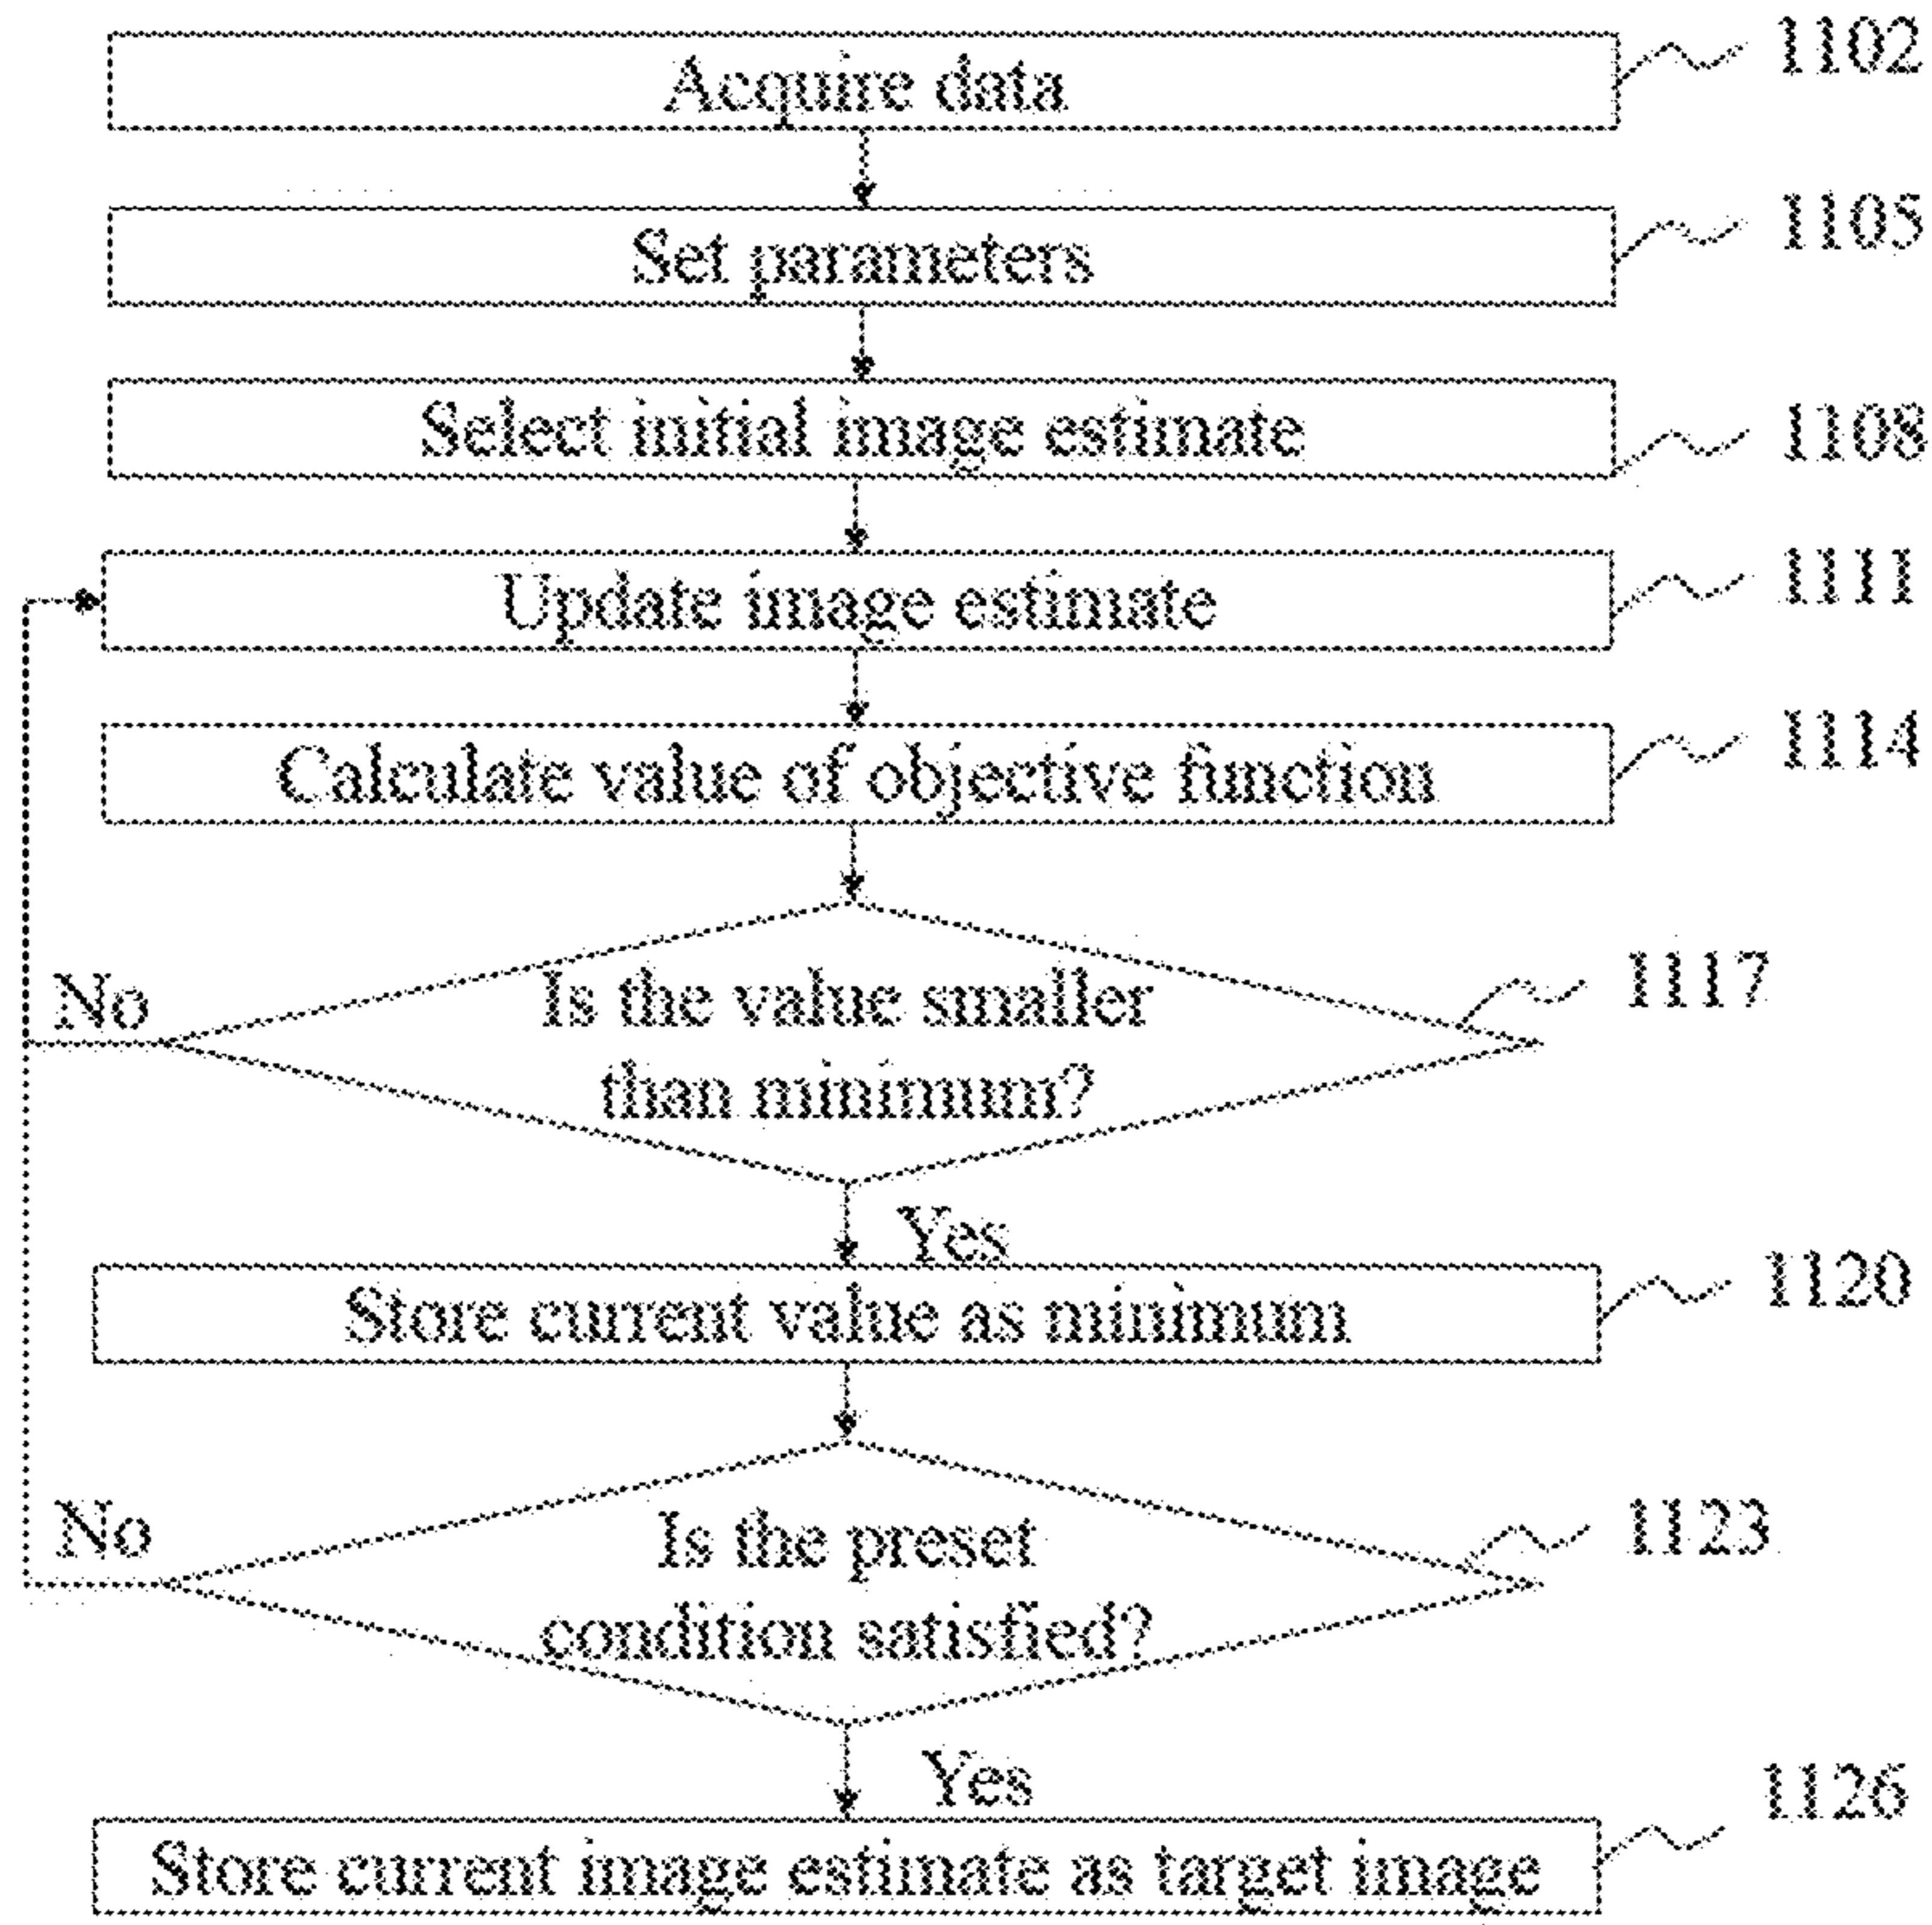 Acquire data
1102
Set parameters
1105
Select initial image estimate
1108
Update image estimate
1111
Calculate value of objective function
1114
Is the value smaller
than minimum?
1117
No
Yes
Store current value as minimum
1120
Is the preset
condition satisfied?
1123
No
Yes
Store current image estimate as target image
1126